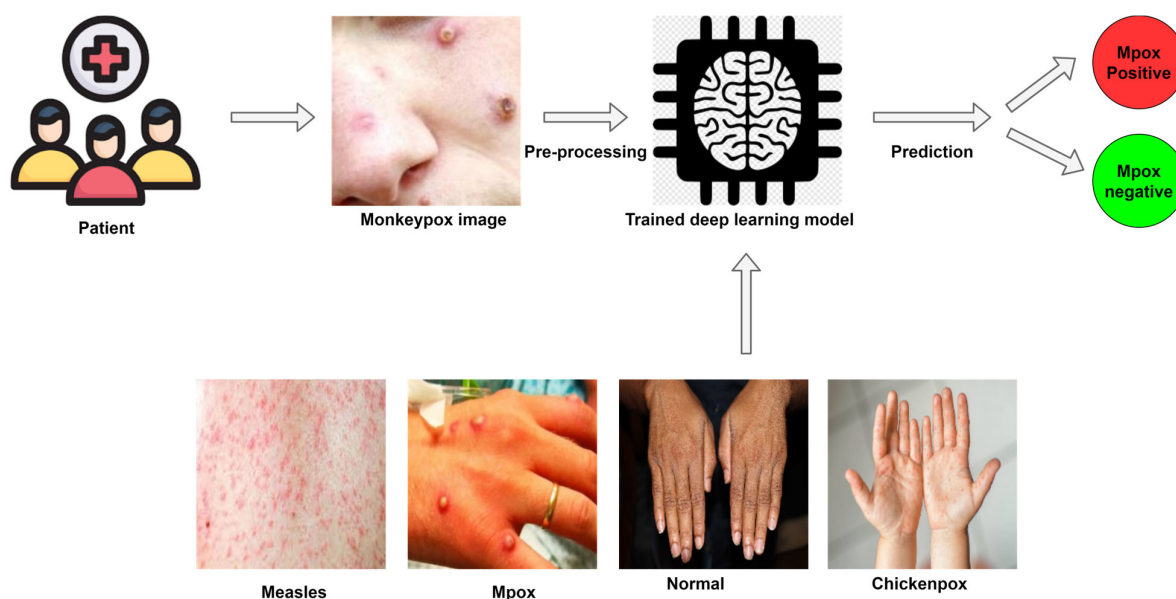 Patient
Monkeypox image
Pre-processing
Trained deep learning model
Prediction
Mpox
Positive
Mpox
negative
Measles
Mpox
Normal
Chickenpox